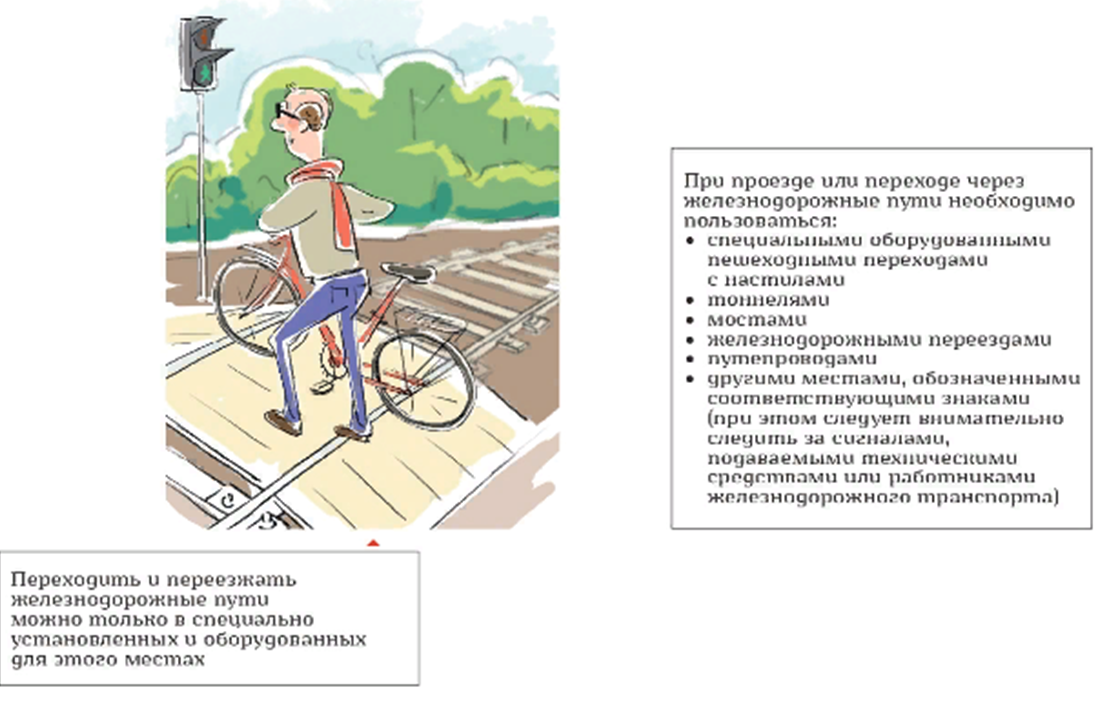 При проезде или переходе через
железнодорожные пути необходимо
пользоваться:
• специальными оборудованными
пешеходными переходами
с настилами
• тоннелями
• мостами
• железнодорожными переездами
• путепроводами
• другими местами, обозначенными
соответствующими знаками
(при этом следует внимательно
следить за сигналами,
подаваемыми техническими
средствами или работниками
железнодорожного транспорта)
Переходить и переезжать
железнодорожные пути
можно только в специально
установленных и оборудованных
для этого местах